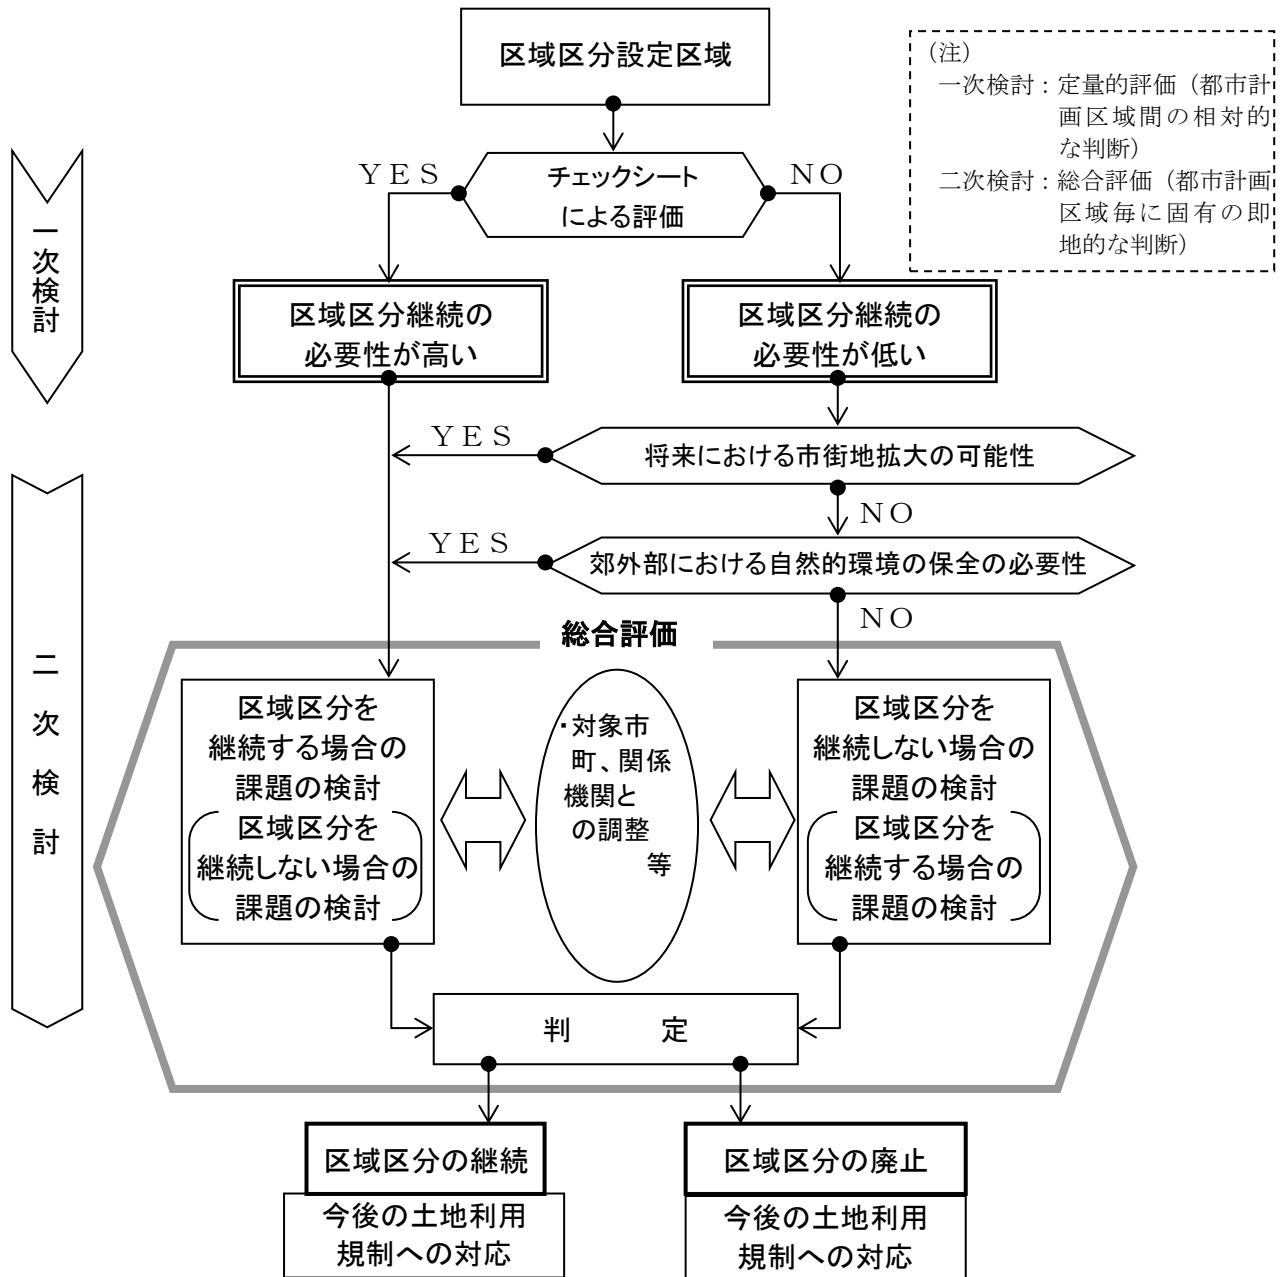 区域区分設定区域
（注）
一次検討：定量的評価（都市計
画区域間の相対的
な判断）
二次検討：総合評価（都市計画
区域毎に固有の即
地的な判断）
一次検討
ＹＥＳ
チェックシート
による評価
ＮＯ
区域区分継続の
必要性が高い
区域区分継続の
必要性が低い
ＹＥＳ
将来における市街地拡大の可能性
ＮＯ
ＹＥＳ
郊外部における自然的環境の保全の必要性
ＮＯ
二次検討
総合評価
区域区分を
継続する場合の
課題の検討
区域区分を
継続しない場合の
課題の検討
・対象市
町、関係
機関と
の調整
等
区域区分を
継続しない場合の
課題の検討
区域区分を
継続する場合の
課題の検討
判　定
区域区分の継続
今後の土地利用
規制への対応
区域区分の廃止
今後の土地利用
規制への対応